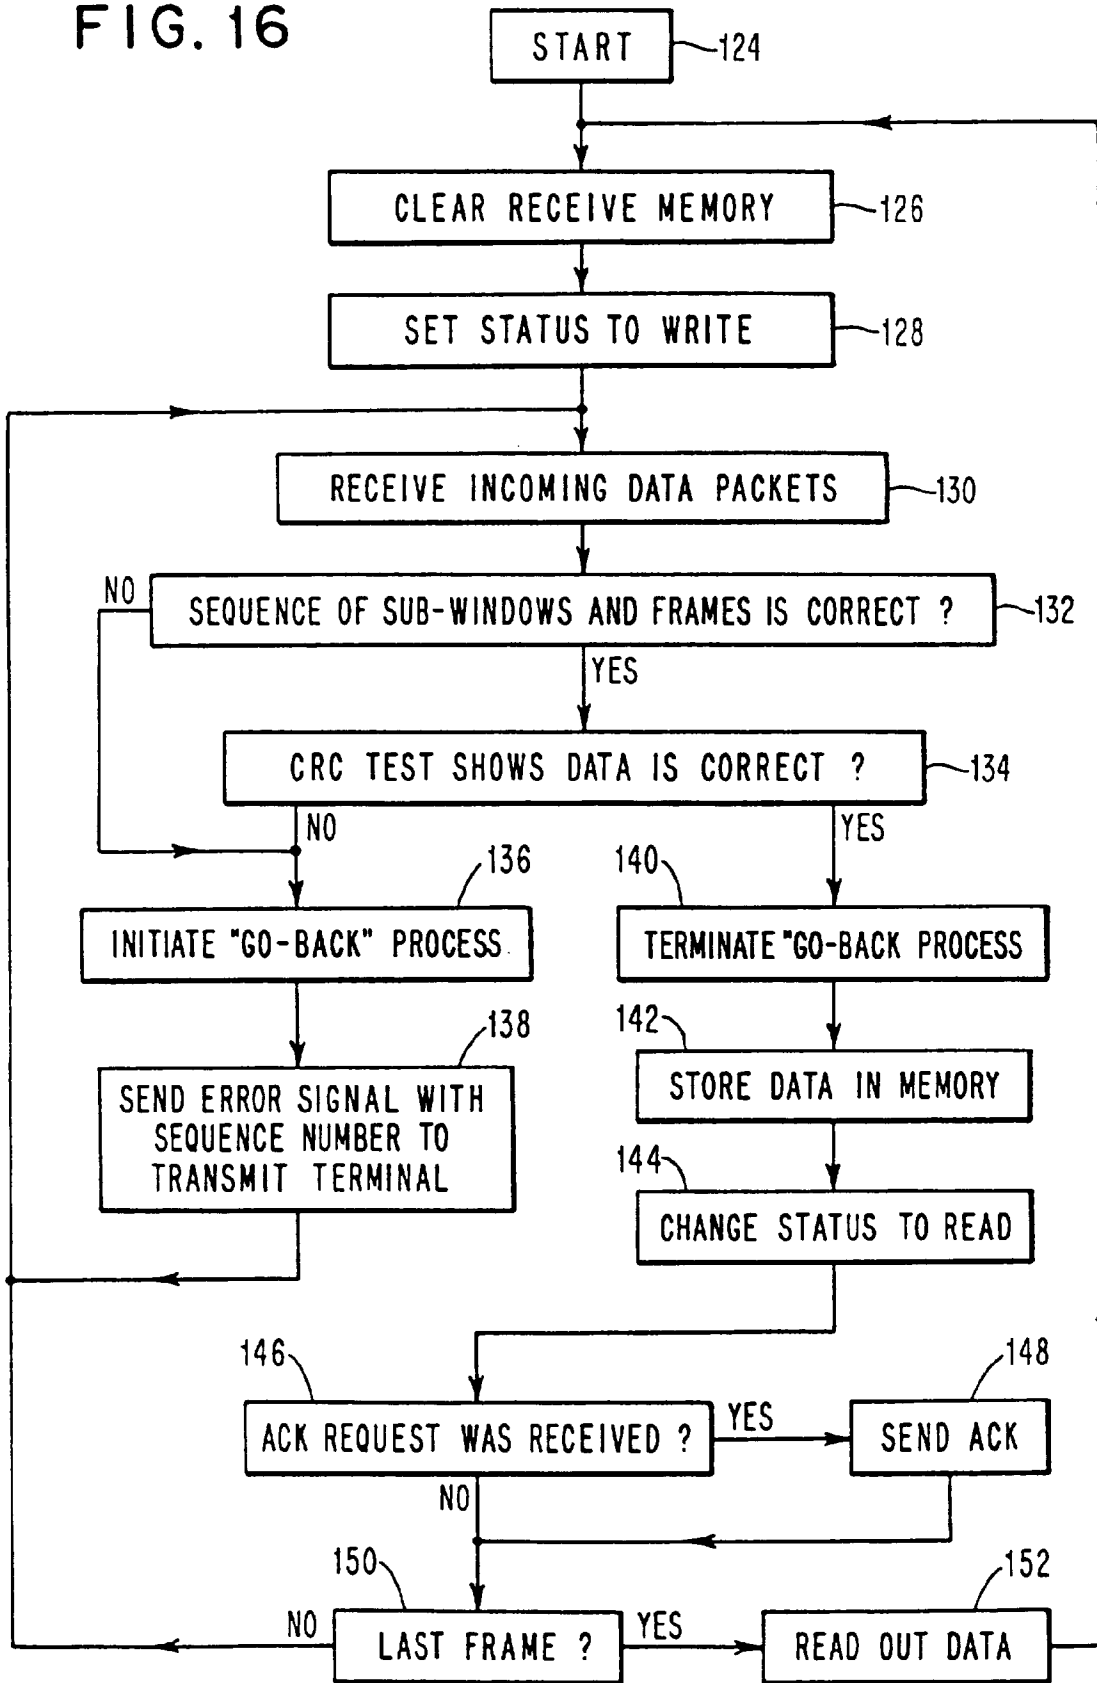 FIG. 16
START
124
CLEAR RECEIVE MEMORY
126
SET STATUS TO WRITE
128
RECEIVE INCOMING DATA PACKETS
130
NO
SEQUENCE OF SUB-WINDOWS AND FRAMES IS CORRECT ?
132
YES
CRC TEST SHOWS DATA IS CORRECT ?
134
NO
YES
136
140
INITIATE "GO-BACK" PROCESS
TERMINATE "GO-BACK PROCESS
138
142
SEND ERROR SIGNAL WITH
SEQUENCE NUMBER TO
TRANSMIT TERMINAL
STORE DATA IN MEMORY
144
CHANGE STATUS TO READ
146
148
ACK REQUEST WAS RECEIVED ?
YES
SEND ACK
NO
150
152
NO
LAST FRAME ?
YES
READ OUT DATA